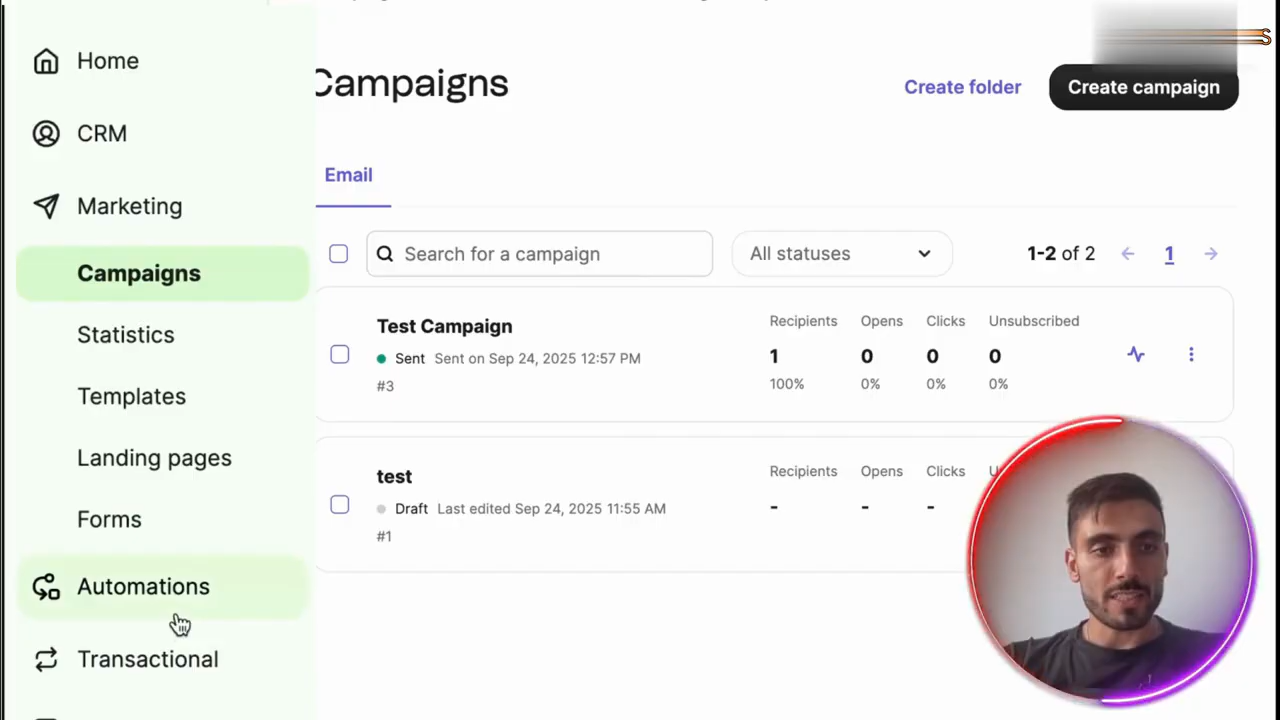 Home
CRM
Marketing
Campaigns
Statistics
Templates
Landing pages
Forms
Automations
Transactional
Campaigns
Create folder
Create campaign
Email
Search for a campaign
All statuses
1-2 of 2
1
Test Campaign
Sent Sent on Sep 24, 2025 12:57 PM
#3
Recipients Opens Clicks Unsubscribed
1 0 0 0
100% 0% 0% 0%
test
Draft Last edited Sep 24, 2025 11:55 AM
#1
Recipients Opens Clicks
- - -